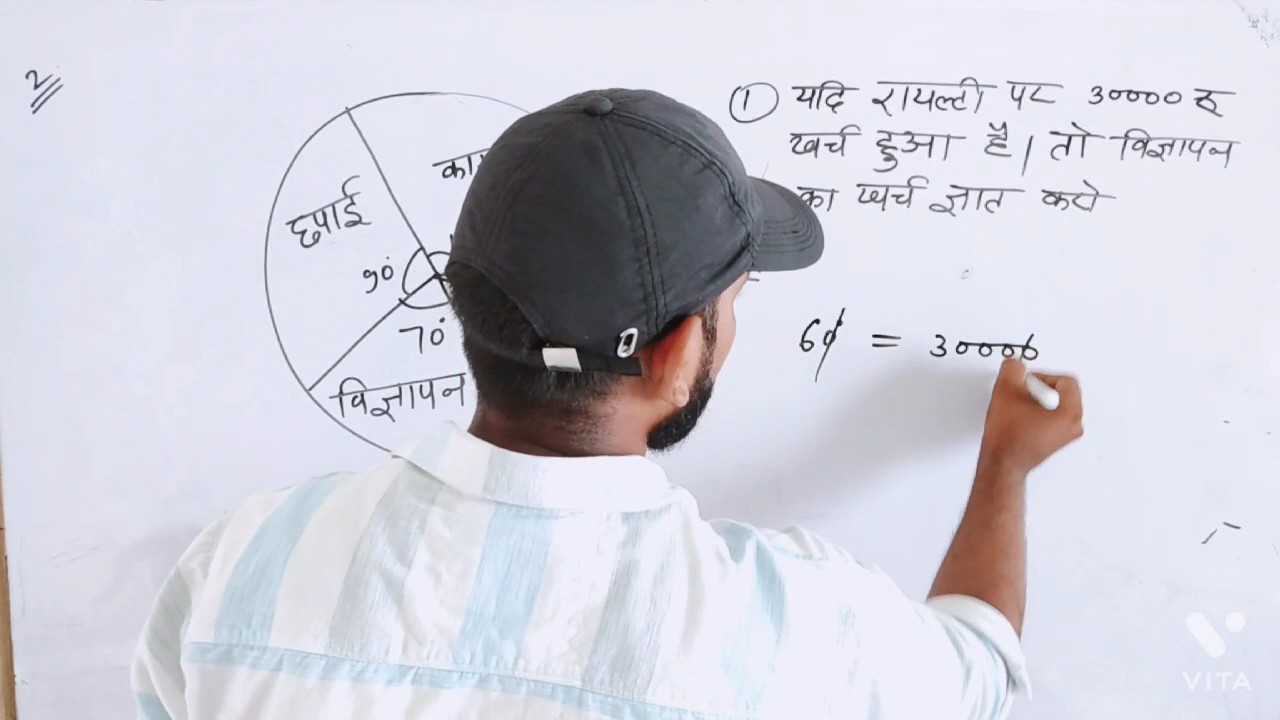 2
① यदि रायल्टी पर 30000 रु
खर्च हुआ है। तो विज्ञापन
का खर्च ज्ञात करो
छपाई
90°
70°
विज्ञापन
60 = 30000
VITA